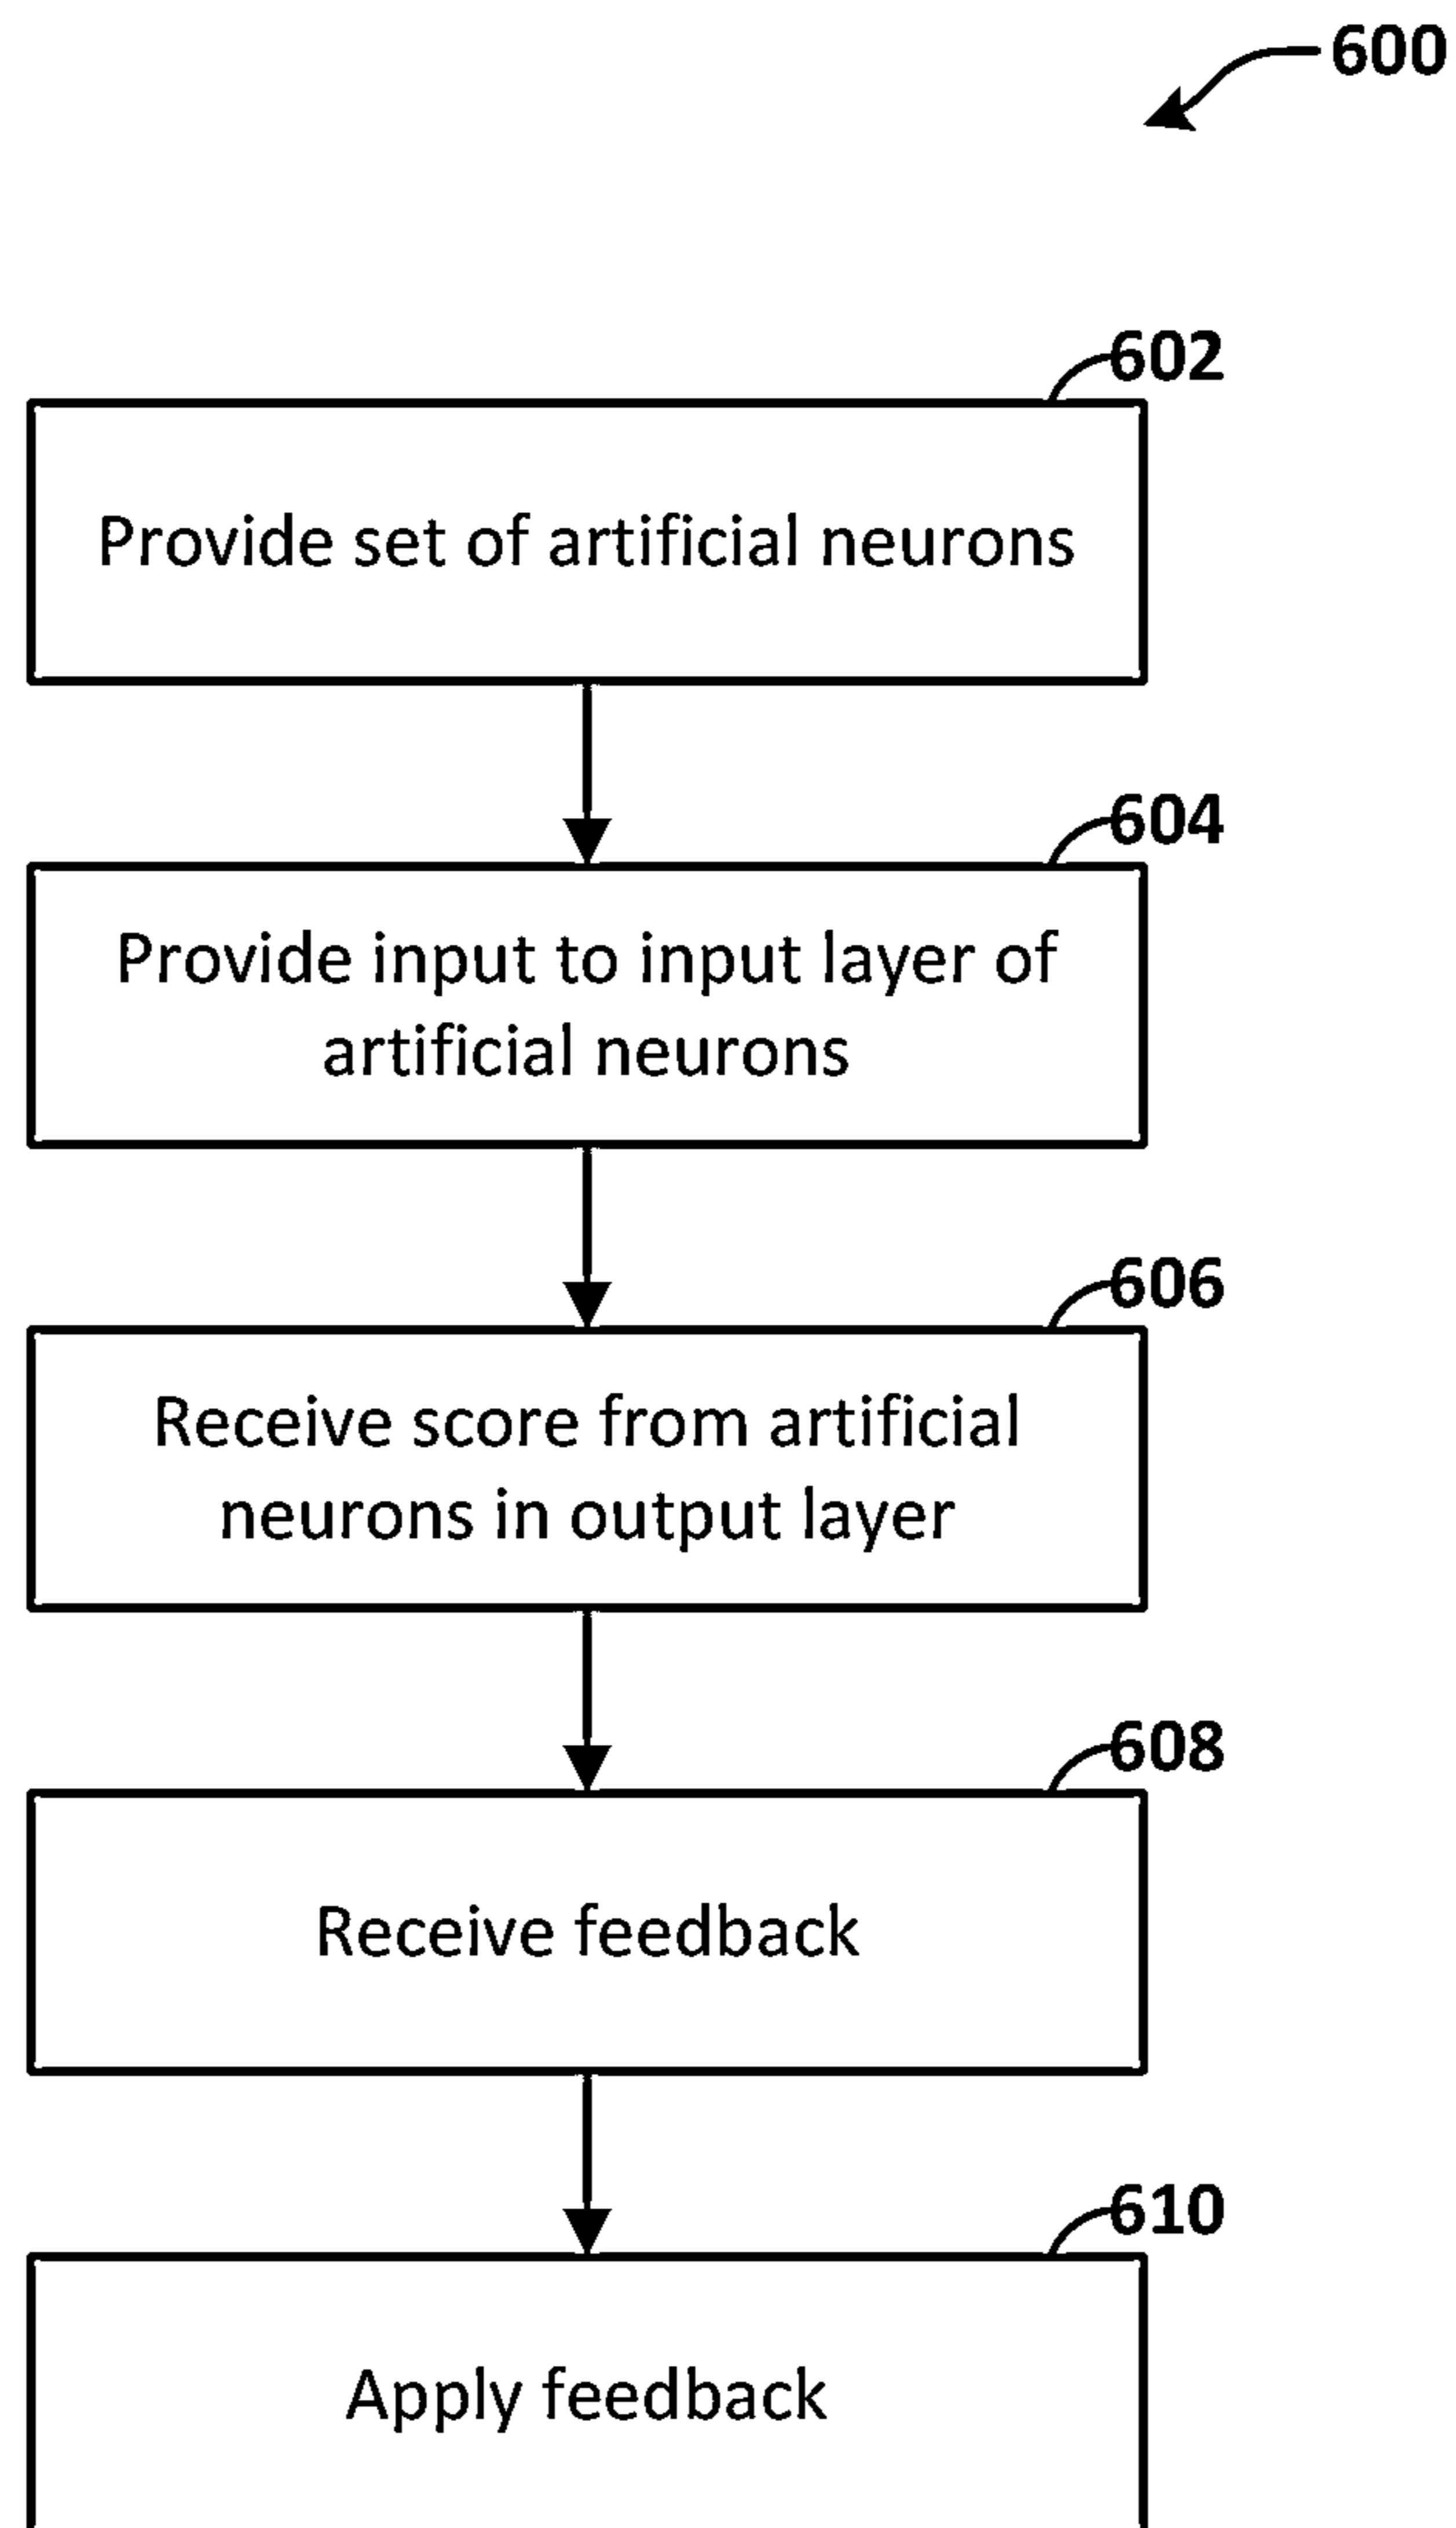 600
602
Provide set of artificial neurons
604
Provide input to input layer of
artificial neurons
606
Receive score from artificial
neurons in output layer
608
Receive feedback
610
Apply feedback